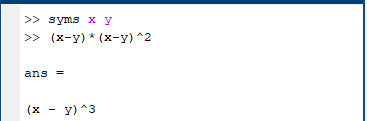 >> syms x y
>> (x-y)*(x-y)^2
ans =
(x - y)^3